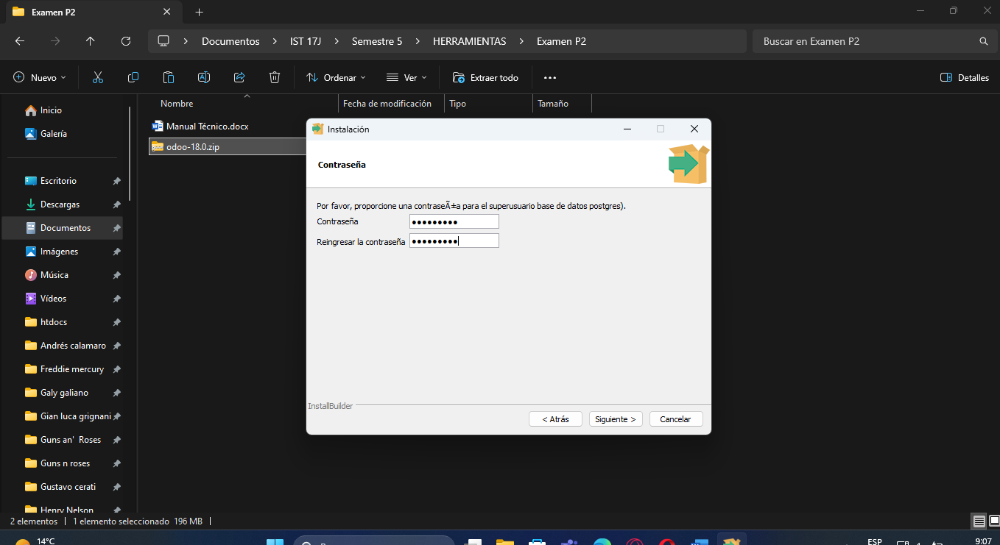 Examen P2
Documentos > IST 17J > Semestre 5 > HERRAMIENTAS > Examen P2
Buscar en Examen P2
Nuevo
Ordenar
Ver
Extraer todo
Detalles
Nombre
Fecha de modificación
Tipo
Tamaño
Inicio
Galería
Escritorio
Descargas
Documentos
Imágenes
Música
Vídeos
htdocs
Andrés calamaro
Freddie mercury
Galy galiano
Gian luca grignani
Guns an' Roses
Guns n roses
Gustavo cerati
Henry Nelson
Manual Técnico.docx
odoo-18.0.zip
Instalación
Contraseña
Por favor, proporcione una contraseÃ±a para el superusuario base de datos postgres).
Contraseña
Reingresar la contraseña
InstallBuilder
< Atrás
Siguiente >
Cancelar
2 elementos
1 elemento seleccionado 196 MB
14°C
ESP
9:07